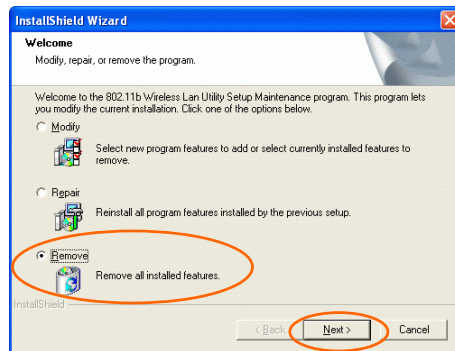 InstallShield Wizard
Welcome
Modify, repair, or remove the program.
Welcome to the 802.11b Wireless Lan Utility Setup Maintenance program. This program lets
you modify the current installation. Click one of the options below.
Modify
Select new program features to add or select currently installed features to
remove.
Repair
Reinstall all program features installed by the previous setup.
Remove
Remove all installed features.
InstallShield
< Back
Next >
Cancel